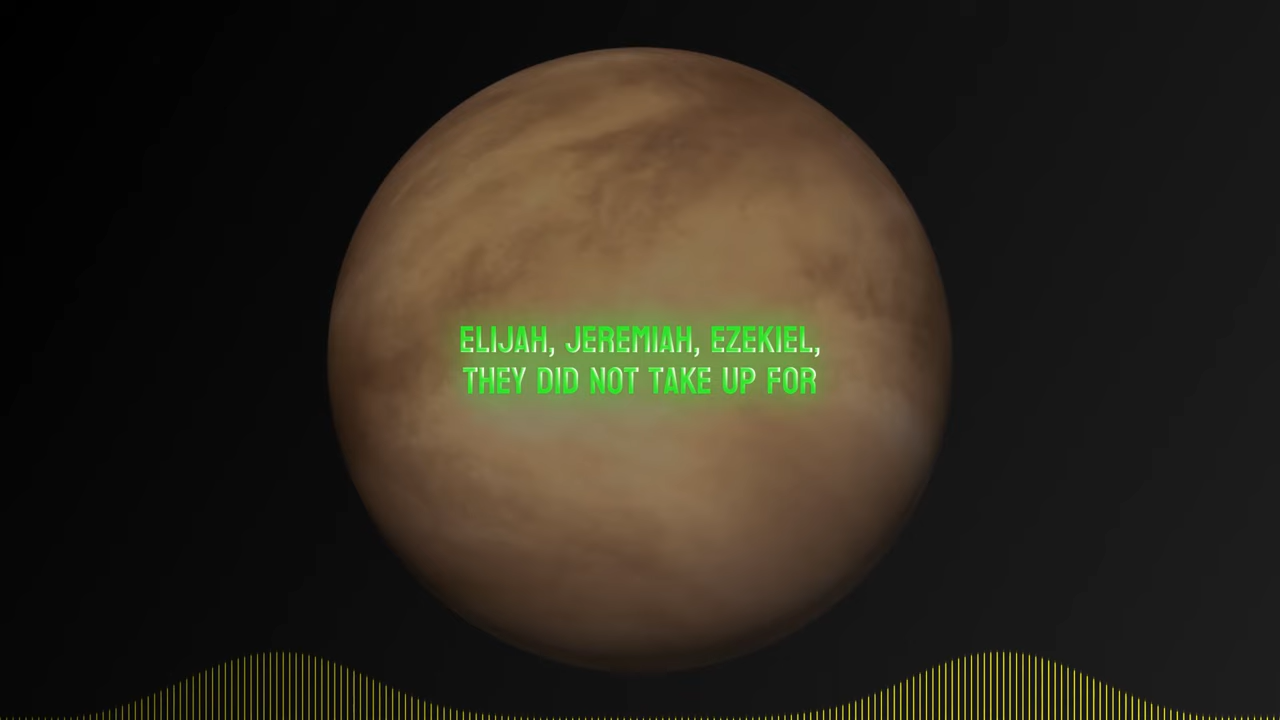 ELIJAH, JEREMIAH, EZEKIEL,
THEY DID NOT TAKE UP FOR